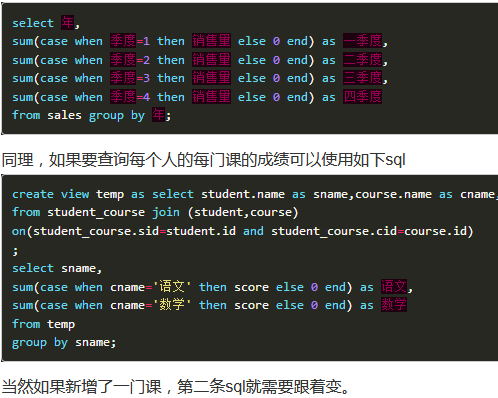 select 年,
sum(case when 季度=1 then 销售量 else 0 end) as 一季度,
sum(case when 季度=2 then 销售量 else 0 end) as 二季度,
sum(case when 季度=3 then 销售量 else 0 end) as 三季度,
sum(case when 季度=4 then 销售量 else 0 end) as 四季度
from sales group by 年;
同理，如果要查询每个人的每门课的成绩可以使用如下sql
create view temp as select student.name as sname,course.name as cname,
from student_course join (student,course)
on(student_course.sid=student.id and student_course.cid=course.id)
;
select sname,
sum(case when cname='语文' then score else 0 end) as 语文,
sum(case when cname='数学' then score else 0 end) as 数学
from temp
group by sname;
当然如果新增了一门课，第二条sql就需要跟着变。